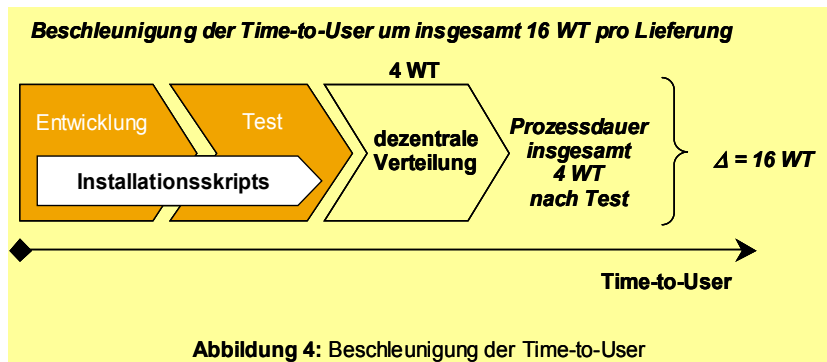 Beschleunigung der Time-to-User um insgesamt 16 WT pro Lieferung
4 WT
Entwicklung
Test
Installationsskripts
dezentrale
Verteilung
Prozessdauer
insgesamt
4 WT
nach Test
Δ = 16 WT
Time-to-User
Abbildung 4: Beschleunigung der Time-to-User